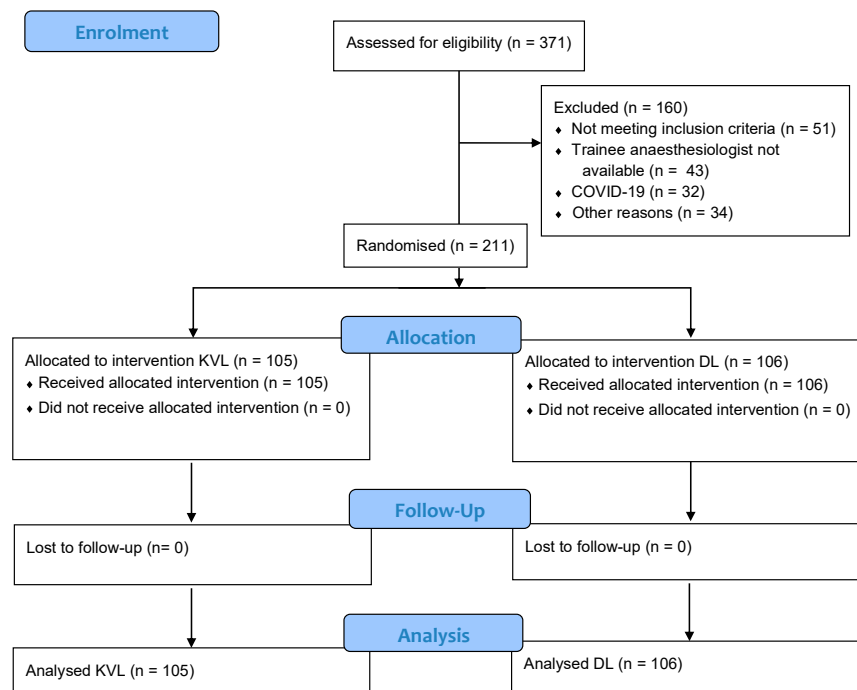 Enrolment
Assessed for eligibility (n = 371)
Excluded (n = 160)
♦ Not meeting inclusion criteria (n = 51)
♦ Trainee anaesthesiologist not
available (n = 43)
♦ COVID-19 (n = 32)
♦ Other reasons (n = 34)
Randomised (n = 211)
Allocation
Allocated to intervention KVL (n = 105)
♦ Received allocated intervention (n = 105)
♦ Did not receive allocated intervention (n = 0)
Allocated to intervention DL (n = 106)
♦ Received allocated intervention (n = 106)
♦ Did not receive allocated intervention (n = 0)
Follow-Up
Lost to follow-up (n= 0)
Lost to follow-up (n = 0)
Analysis
Analysed KVL (n = 105)
Analysed DL (n = 106)